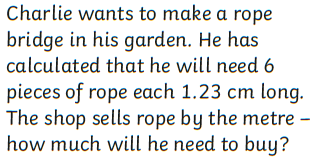 Charlie wants to make a rope
bridge in his garden. He has
calculated that he will need 6
pieces of rope each 1.23 cm long.
The shop sells rope by the metre –
how much will he need to buy?